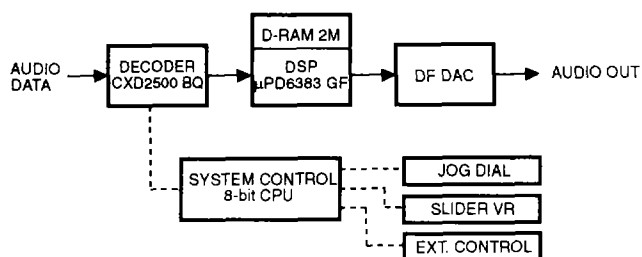 D-RAM 2M
AUDIO
DATA
DECODER
CXD2500 BQ
DSP
µPD6383 GF
DF DAC
AUDIO OUT
SYSTEM CONTROL
8-bit CPU
JOG DIAL
SLIDER VR
EXT. CONTROL